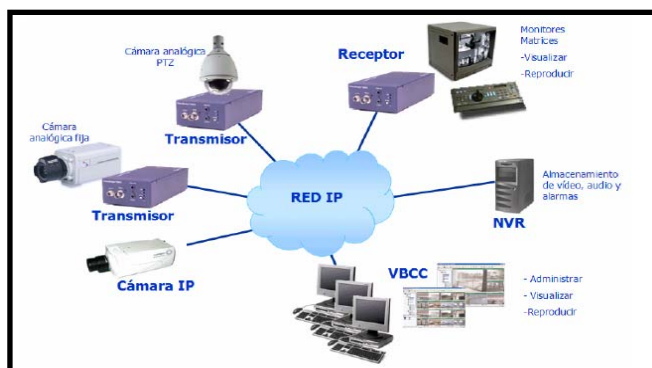 Cámara analógica
PTZ
Transmisor
Receptor
Monitores
Matrices
-Visualizar
-Reproducir
Cámara
analógica fija
Transmisor
RED IP
Almacenamiento
de vídeo, audio y
alarmas
NVR
Cámara IP
VBCC
- Administrar
- Visualizar
-Reproducir